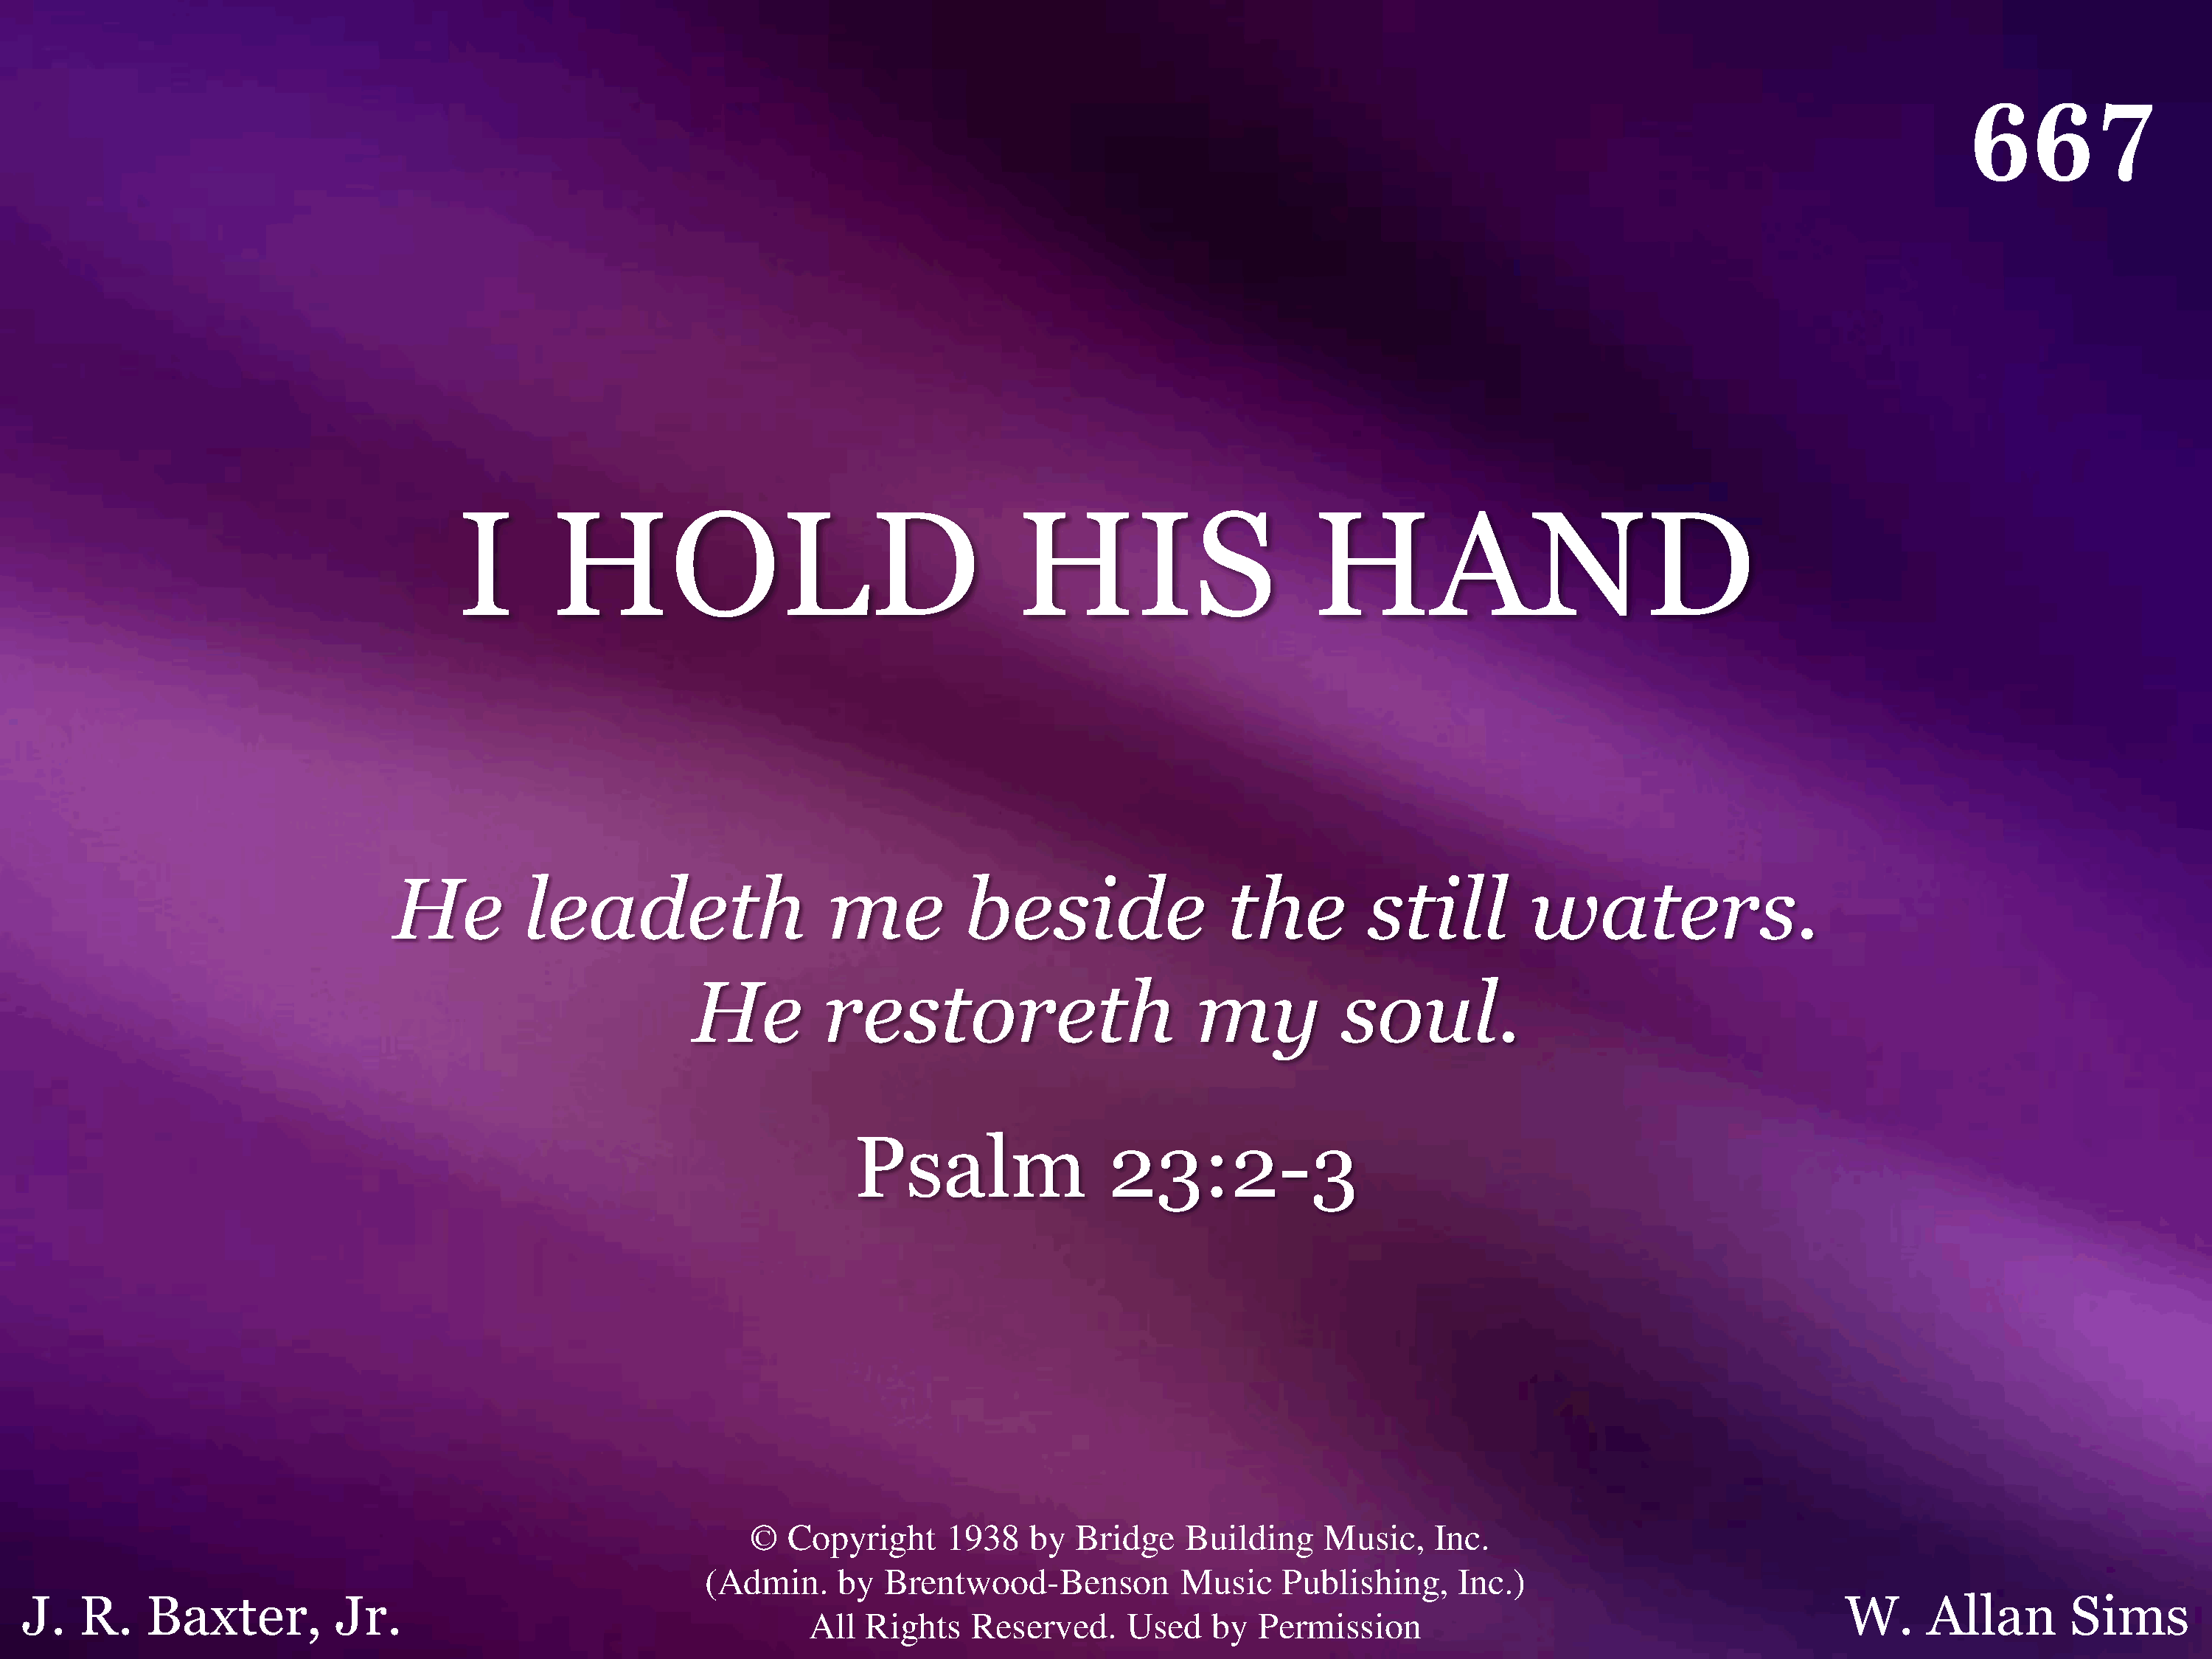 667
I HOLD HIS HAND
He leadeth me beside the still waters.
He restoreth my soul.
Psalm 23:2-3
© Copyright 1938 by Bridge Building Music, Inc.
(Admin. by Brentwood-Benson Music Publishing, Inc.)
All Rights Reserved. Used by Permission
J. R. Baxter, Jr.
W. Allan Sims